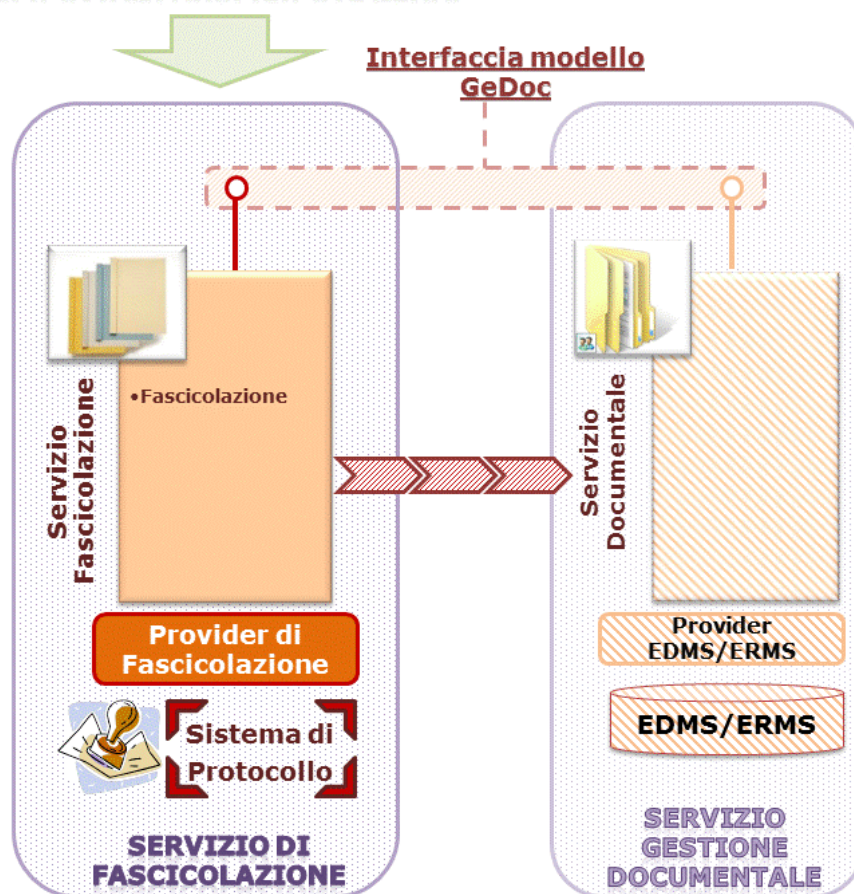 Interfaccia modello
GeDoc
Servizio
Fascicolazione
•Fascicolazione
Servizio
Documentale
Provider di
Fascicolazione
Provider
EDMS/ERMS
Sistema di
Protocollo
EDMS/ERMS
SERVIZIO DI
FASCICOLAZIONE
SERVIZIO
GESTIONE
DOCUMENTALE